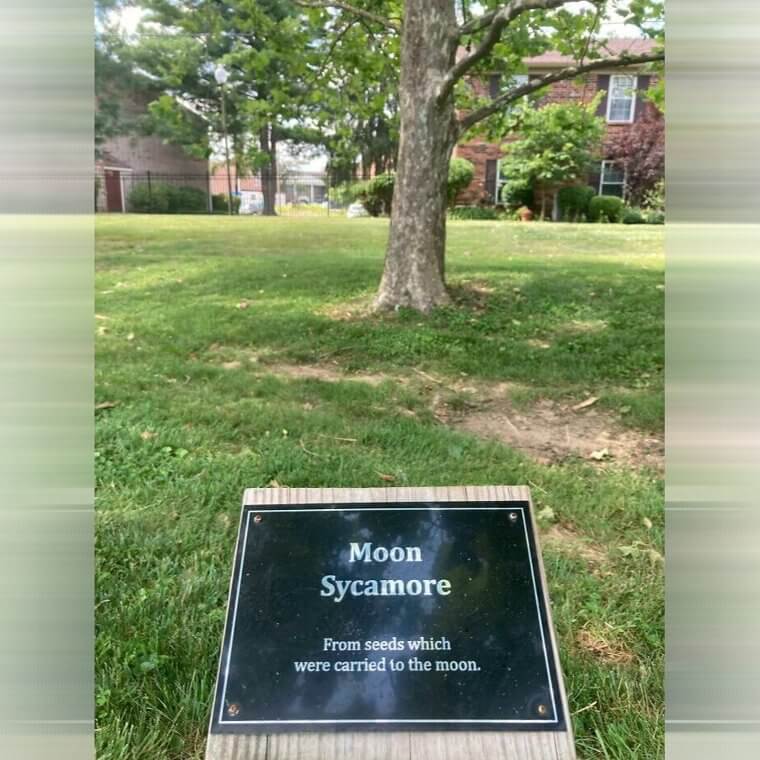 Moon
Sycamore
From seeds which
were carried to the moon.